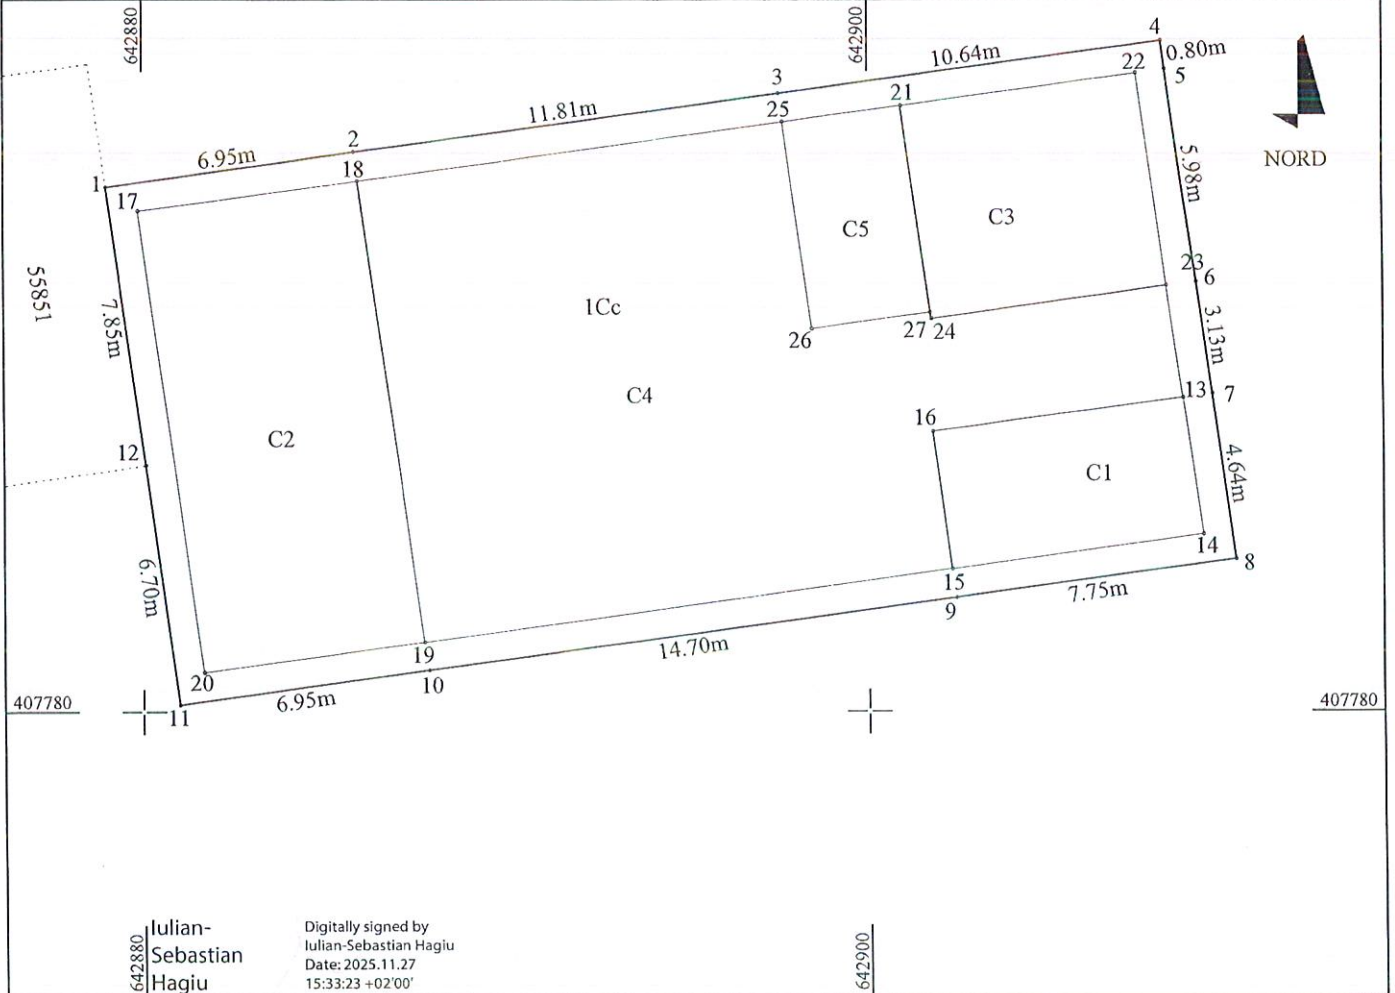 642880
642900
4
0.80m
10.64m
22
5
3
21
11.81m
25
2
6.95m
18
5.98m
NORD
1
17
C5
C3
23
6
55851
7.85m
1Cc
3.13m
26
27 24
C4
13 7
16
12
C2
C1
4.64m
14
8
15
6.70m
7.75m
9
19
14.70m
20
10
6.95m
407780
11
407780
642880
Iulian-
Sebastian
Hagiu
Digitally signed by
Iulian-Sebastian Hagiu
Date: 2025.11.27
15:33:23 +02'00'
642900